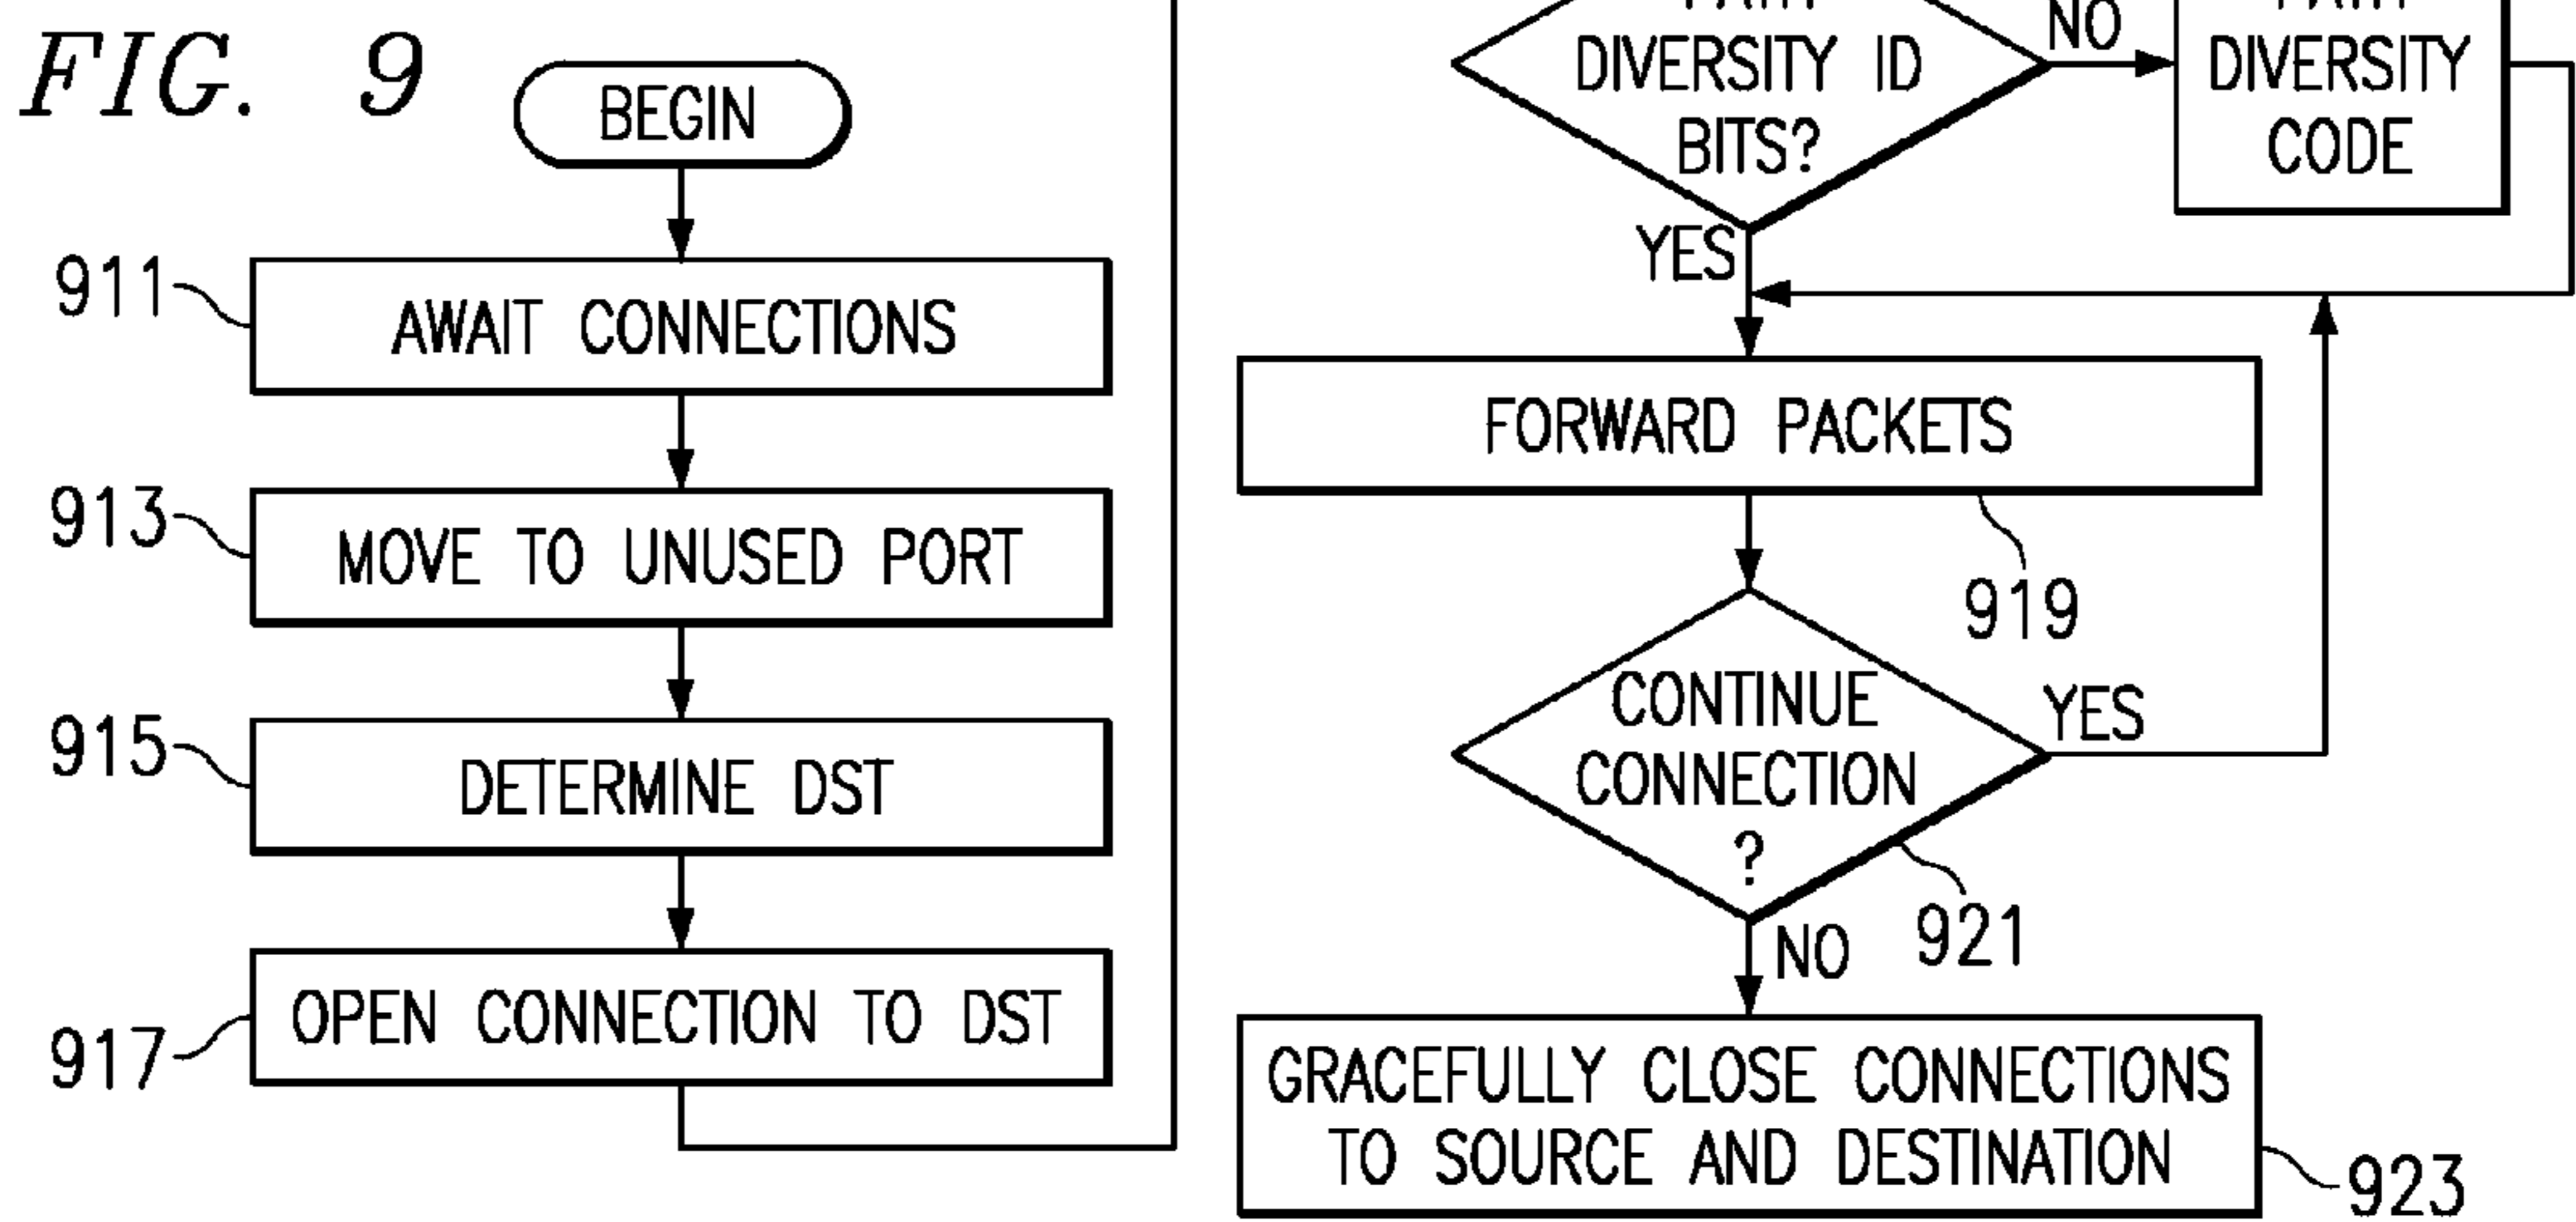 FIG. 9
BEGIN
911
AWAIT CONNECTIONS
913
MOVE TO UNUSED PORT
915
DETERMINE DST
917
OPEN CONNECTION TO DST
DIVERSITY ID
BITS?
NO
DIVERSITY
CODE
YES
FORWARD PACKETS
919
CONTINUE
CONNECTION
?
YES
921
NO
GRACEFULLY CLOSE CONNECTIONS
TO SOURCE AND DESTINATION
923